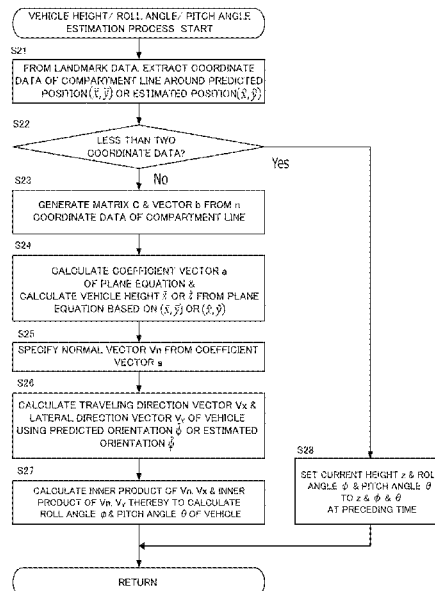 VEHICLE HEIGHT/ ROLL ANGLE/ PITCH ANGLE
ESTIMATION PROCESS START
S21
FROM LANDMARK DATA, EXTRACT COORDINATE
DATA OF COMPARTMENT LINE AROUND PREDICTED
POSITION(x̄, ȳ) OR ESTIMATED POSITION(x̂, ŷ)
S22
LESS THAN TWO
COORDINATE DATA?
Yes
No
S23
GENERATE MATRIX C & VECTOR b FROM n
COORDINATE DATA OF COMPARTMENT LINE
S24
CALCULATE COEFFICIENT VECTOR a
OF PLANE EQUATION &
CALCULATE VEHICLE HEIGHT z̄ OR ẑ FROM PLANE
EQUATION BASED ON (x̄, ȳ) OR (x̂, ŷ)
S25
SPECIFY NORMAL VECTOR Vn FROM COEFFICIENT
VECTOR a
S26
CALCULATE TRAVELING DIRECTION VECTOR Vx &
LATERAL DIRECTION VECTOR Vy OF VEHICLE
USING PREDICTED ORIENTATION OR ESTIMATED
ORIENTATION
S27
CALCULATE INNER PRODUCT OF Vn, Vx & INNER
PRODUCT OF Vn, Vy THEREBY TO CALCULATE
ROLL ANGLE ϕ & PITCH ANGLE θ OF VEHICLE
S28
SET CURRENT HEIGHT z & ROLL
ANGLE ϕ & PITCH ANGLE θ
TO z & ϕ & θ
AT PRECEDING TIME
RETURN